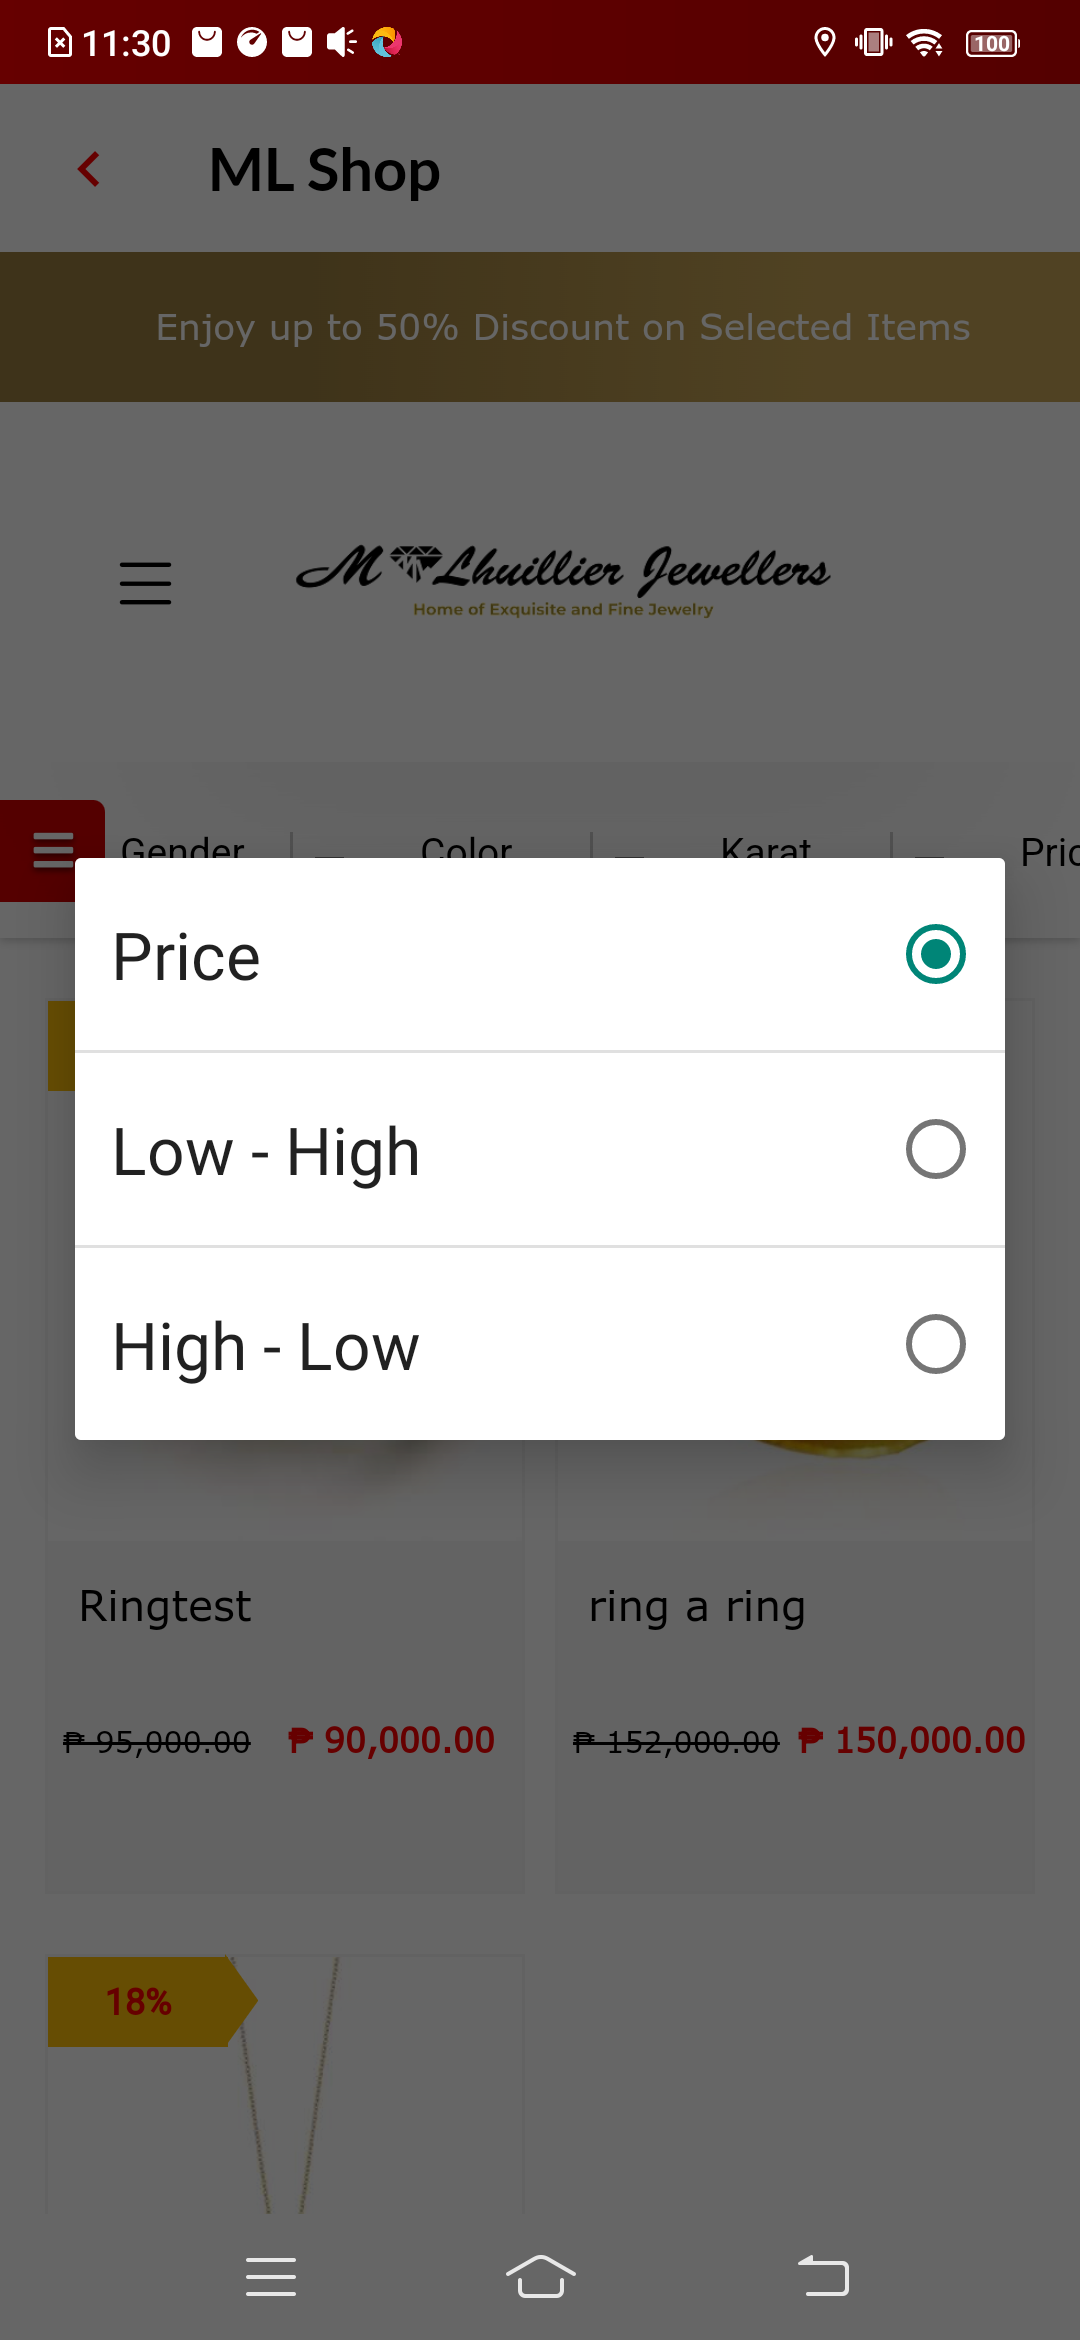 11:30
100
ML Shop
Enjoy up to 50% Discount on Selected Items
M Lhuillier Jewellers
Home of Exquisite and Fine Jewelry
Gender Color Karat Pric
Price
Low - High
High - Low
Ringtest ring a ring
₱ 95,000.00 ₱ 90,000.00 ₱ 152,000.00 ₱ 150,000.00
18%